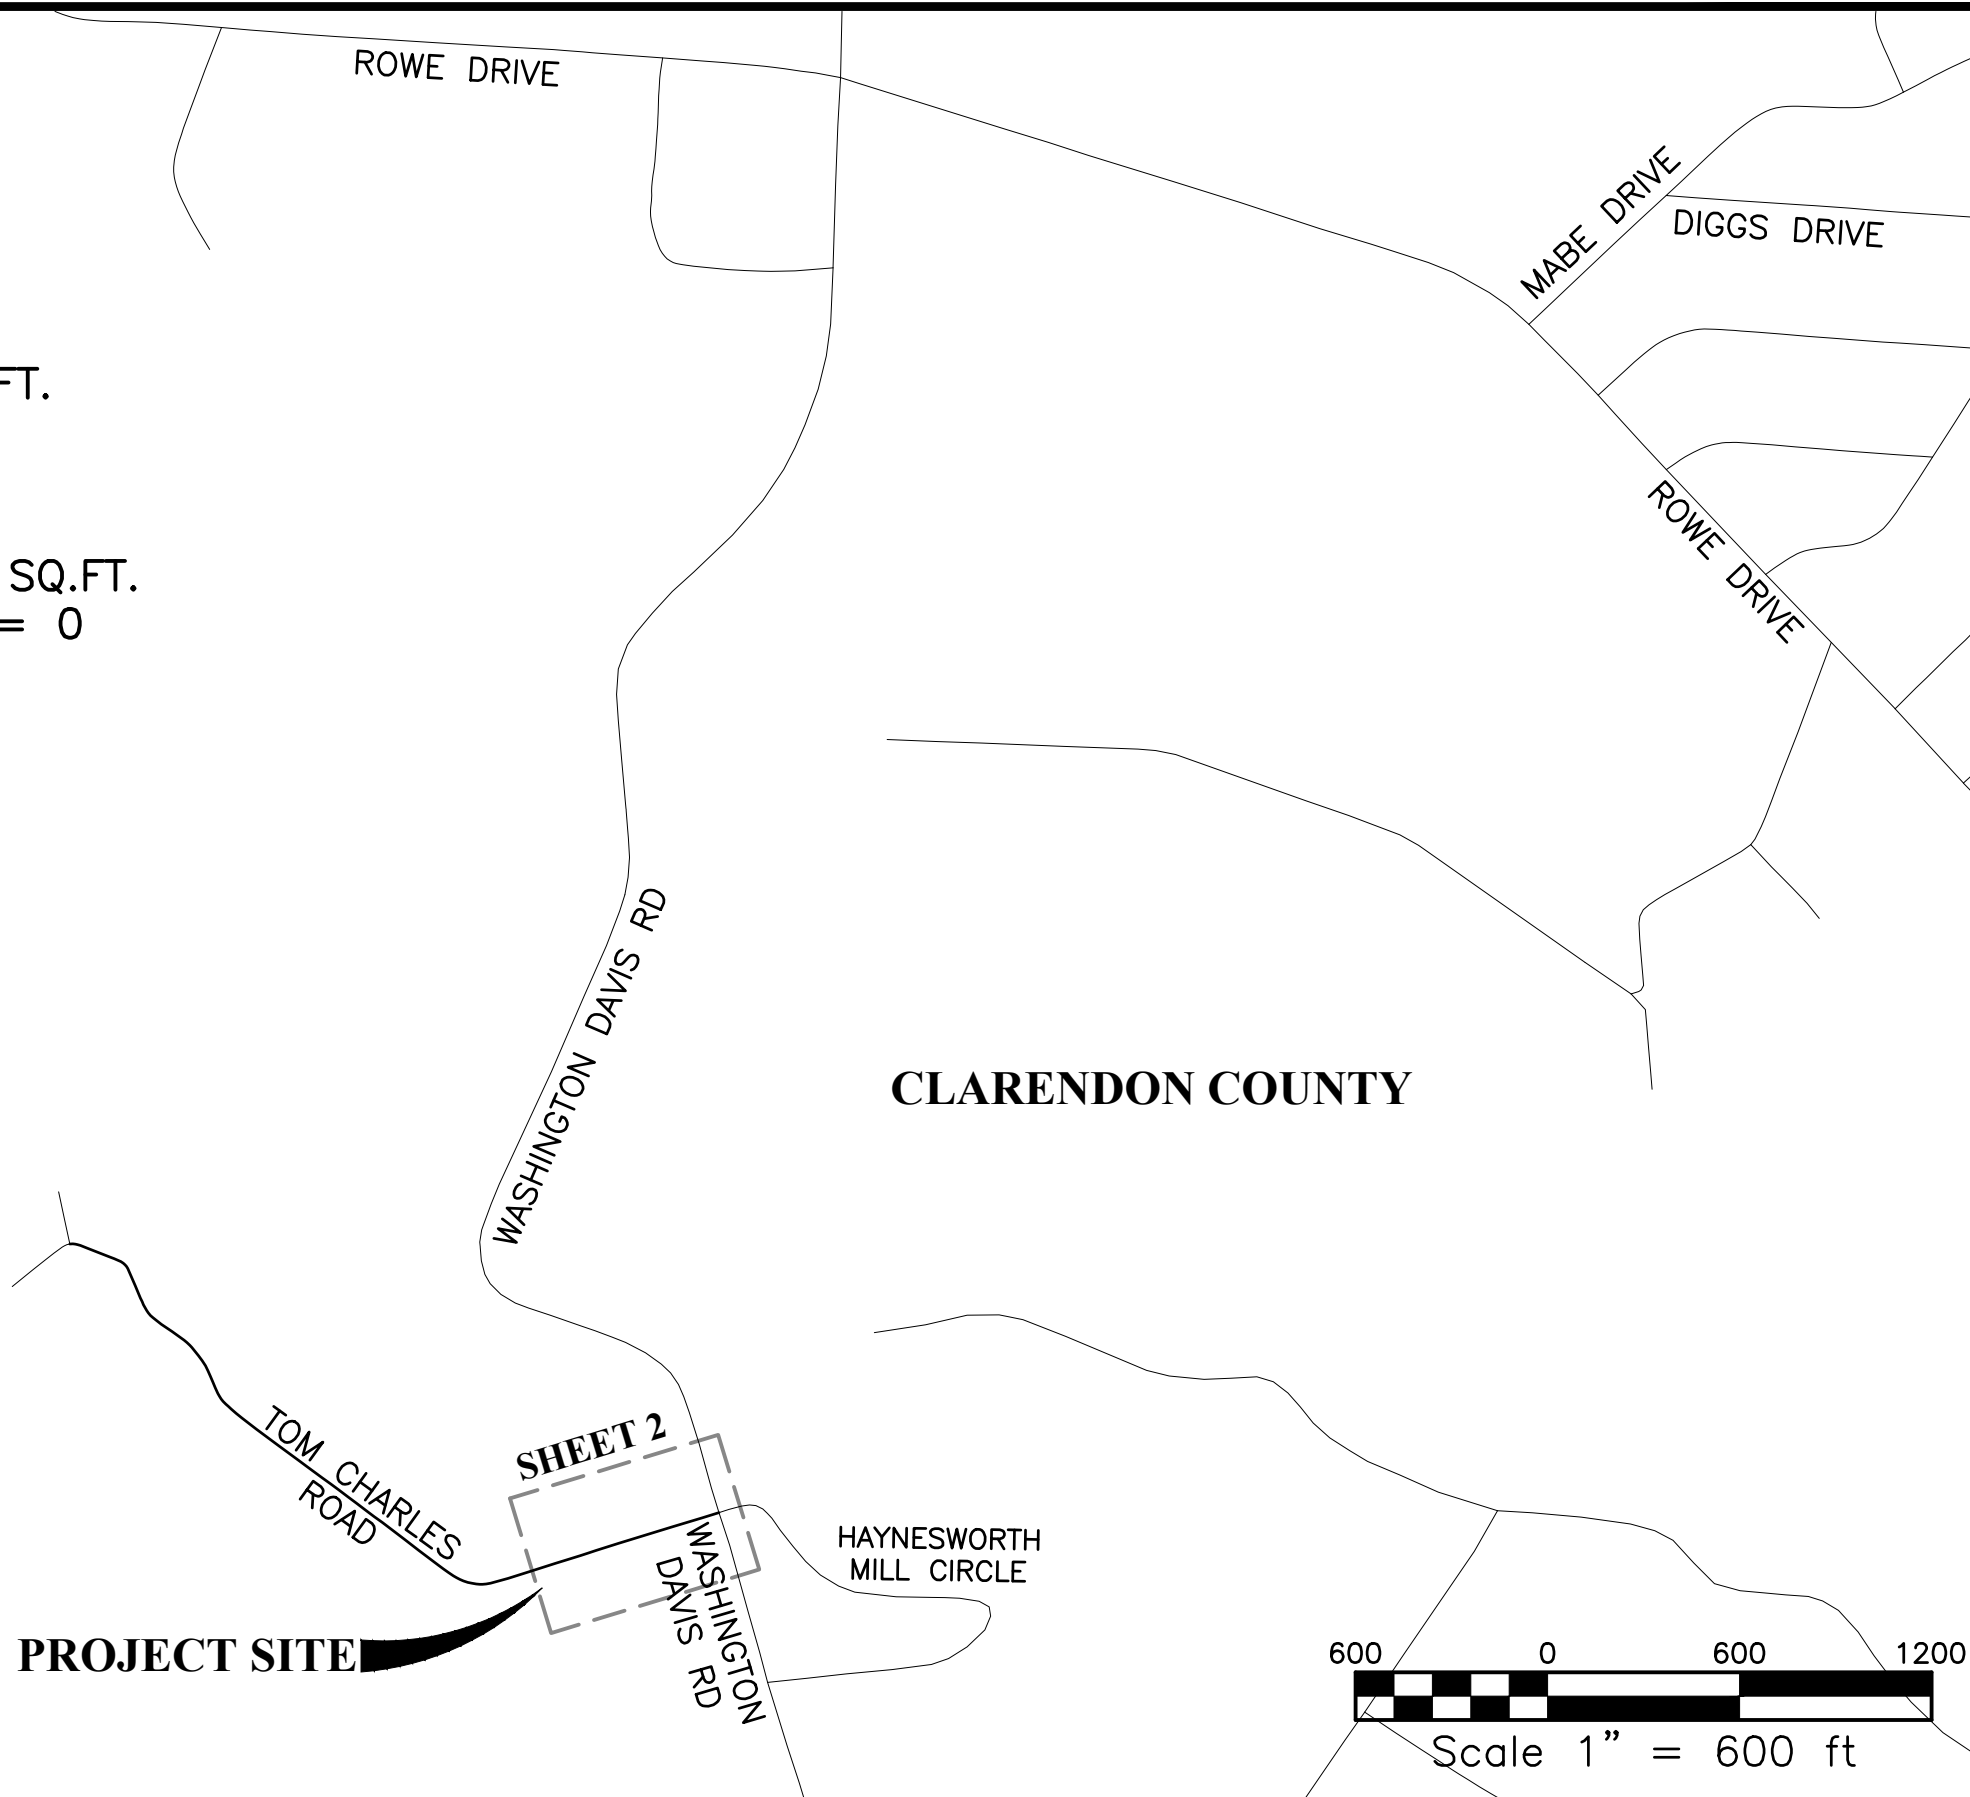 ROWE DRIVE
MABE DRIVE
DIGGS DRIVE
FT.
SQ.FT.
= 0
ROWE DRIVE
WASHINGTON DAVIS RD
CLARENDON COUNTY
SHEET 2
TOM CHARLES
ROAD
WASHINGTON
DAVIS RD
HAYNESWORTH
MILL CIRCLE
PROJECT SITE
600 0 600 1200
Scale 1” = 600 ft